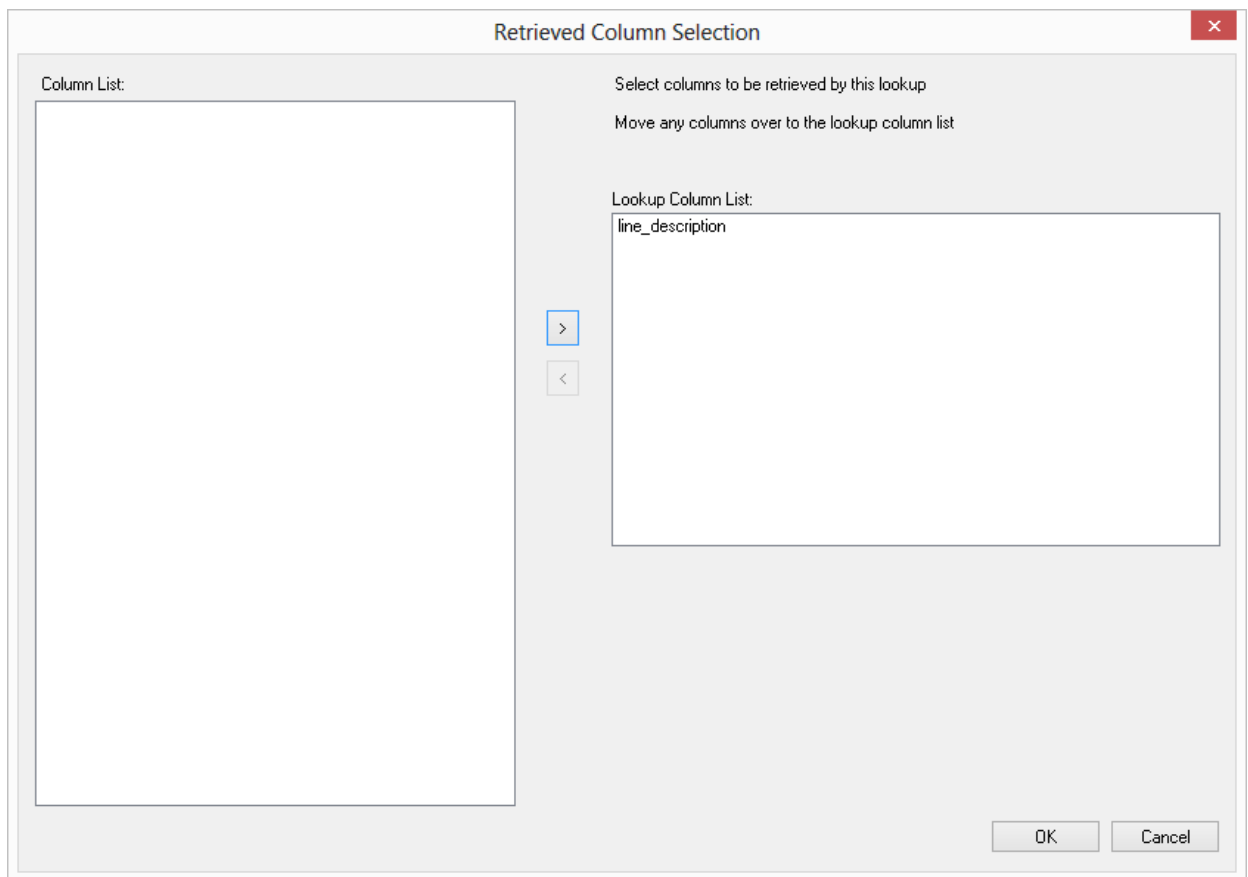 Retrieved Column Selection
×
Column List:
Select columns to be retrieved by this lookup
Move any columns over to the lookup column list
Lookup Column List:
line_description
>
<
OK
Cancel